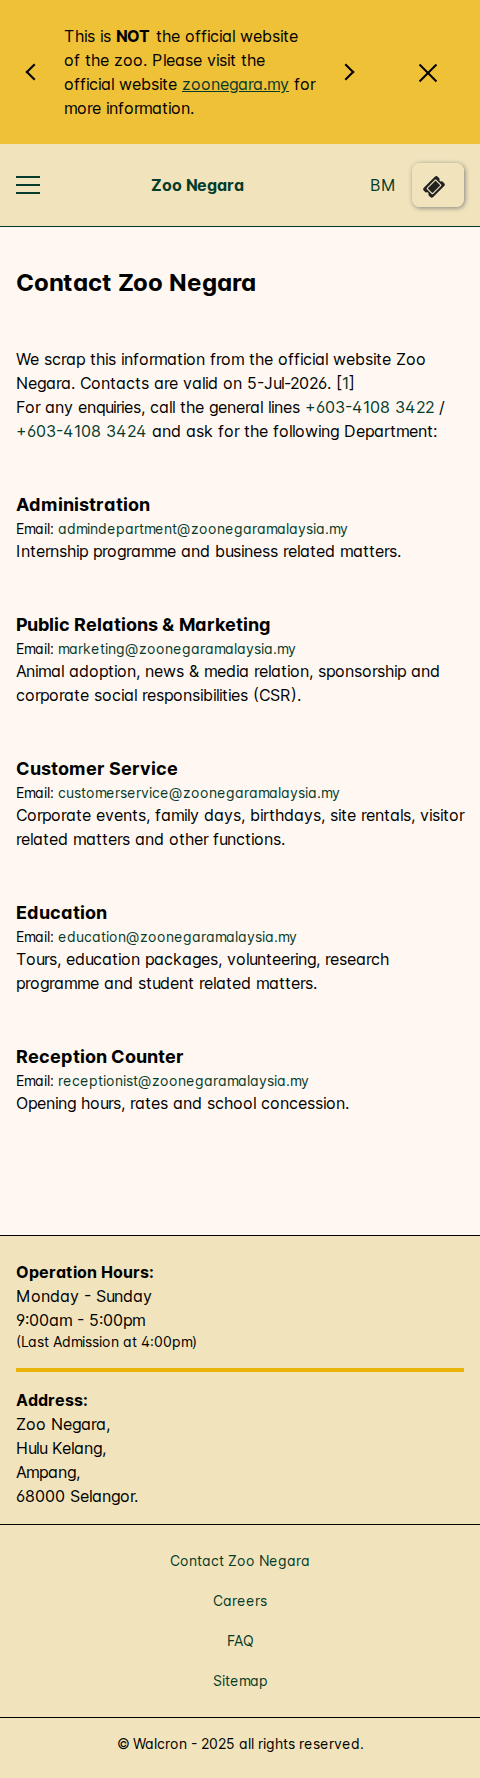 This is NOT the official website
of the zoo. Please visit the
official website zoonegara.my for
more information.
Zoo Negara
BM
Contact Zoo Negara
We scrap this information from the official website Zoo
Negara. Contacts are valid on 5-Jul-2026. [1]
For any enquiries, call the general lines +603-4108 3422 /
+603-4108 3424 and ask for the following Department:
Administration
Email: admindepartment@zoonegaramalaysia.my
Internship programme and business related matters.
Public Relations & Marketing
Email: marketing@zoonegaramalaysia.my
Animal adoption, news & media relation, sponsorship and
corporate social responsibilities (CSR).
Customer Service
Email: customerservice@zoonegaramalaysia.my
Corporate events, family days, birthdays, site rentals, visitor
related matters and other functions.
Education
Email: education@zoonegaramalaysia.my
Tours, education packages, volunteering, research
programme and student related matters.
Reception Counter
Email: receptionist@zoonegaramalaysia.my
Opening hours, rates and school concession.
Operation Hours:
Monday - Sunday
9:00am - 5:00pm
(Last Admission at 4:00pm)
Address:
Zoo Negara,
Hulu Kelang,
Ampang,
68000 Selangor.
Contact Zoo Negara
Careers
FAQ
Sitemap
© Walcron - 2025 all rights reserved.